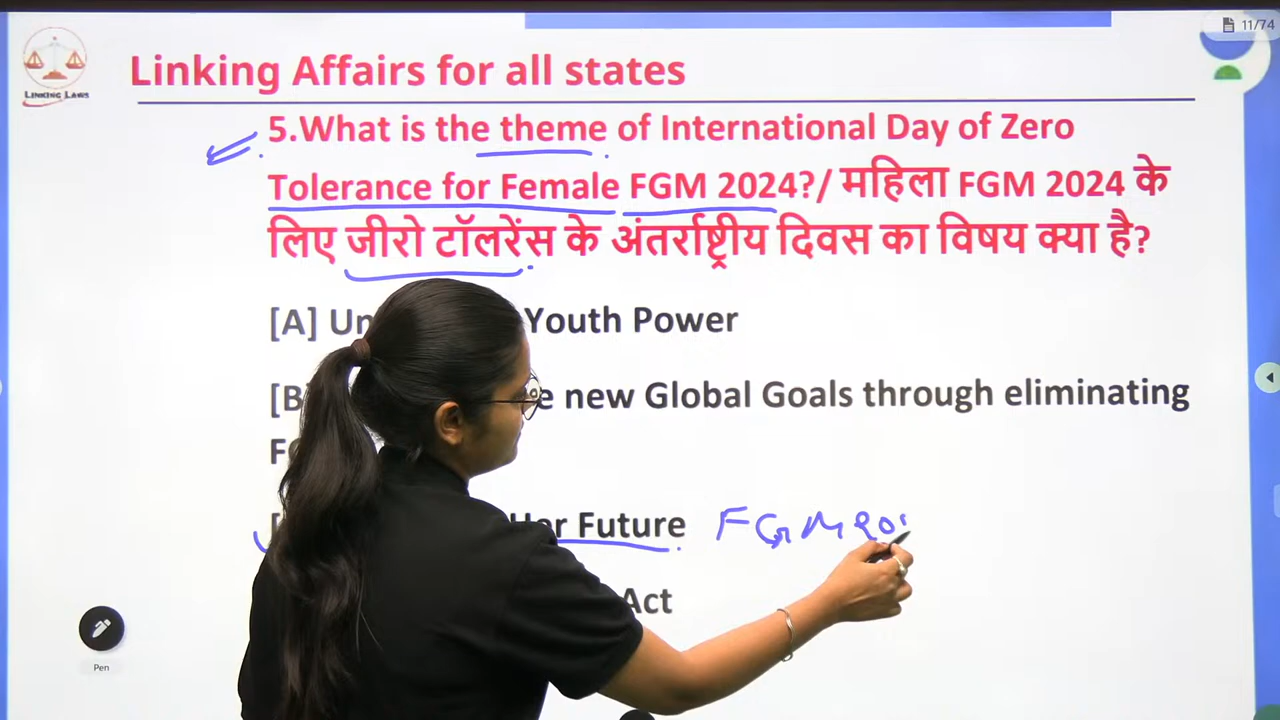 11/74
LINKING LAWS
Linking Affairs for all states
5.What is the theme of International Day of Zero
Tolerance for Female FGM 2024?/ महिला FGM 2024 के
लिए जीरो टॉलरेंस के अंतर्राष्ट्रीय दिवस का विषय क्या है?
[A] Youth Power
new Global Goals through eliminating
Her Future FGM
Act
Pen